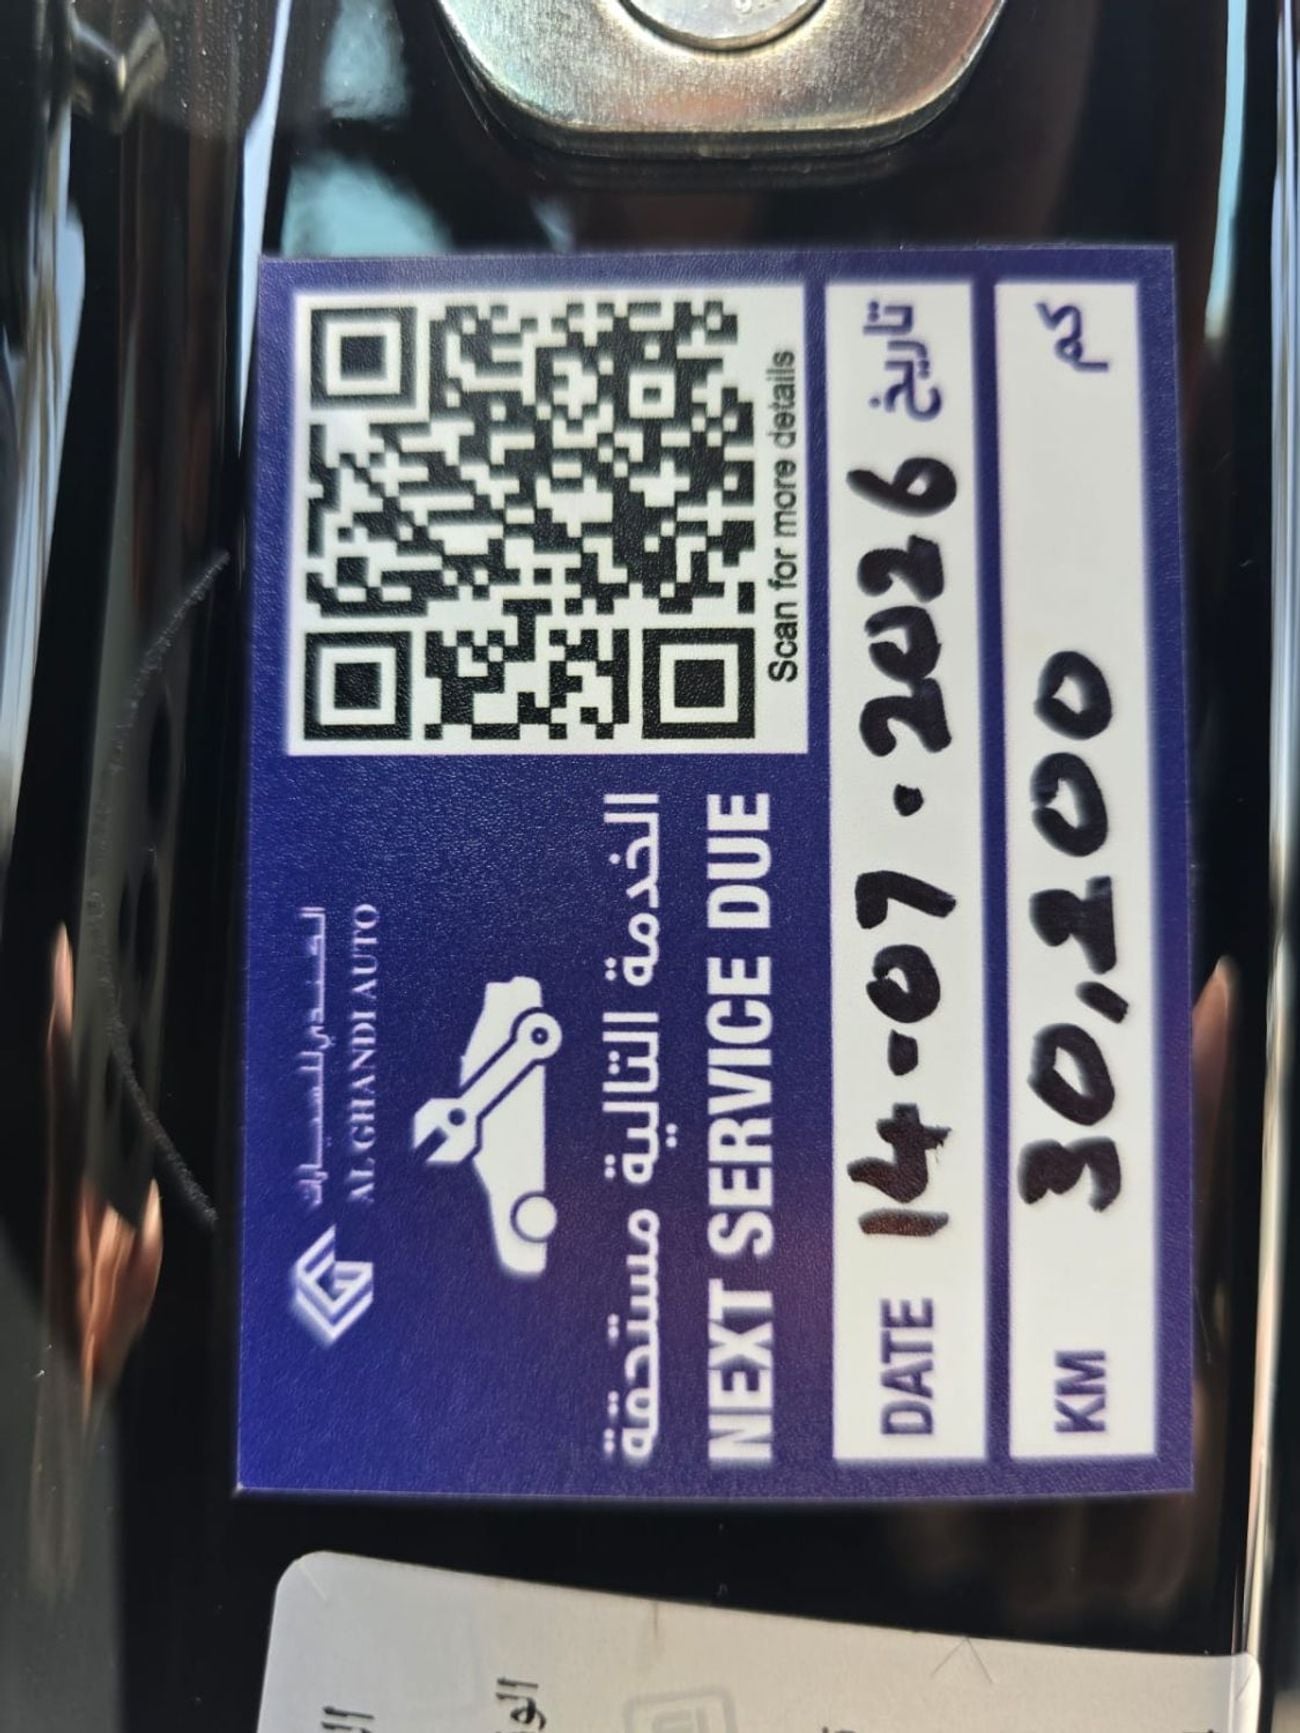 الغندي للسيارات
AL GHANDI AUTO
الخدمة التالية مستحقة
NEXT SERVICE DUE
Scan for more details
DATE 14-07.2026 تاريخ
KM 30,200 كم